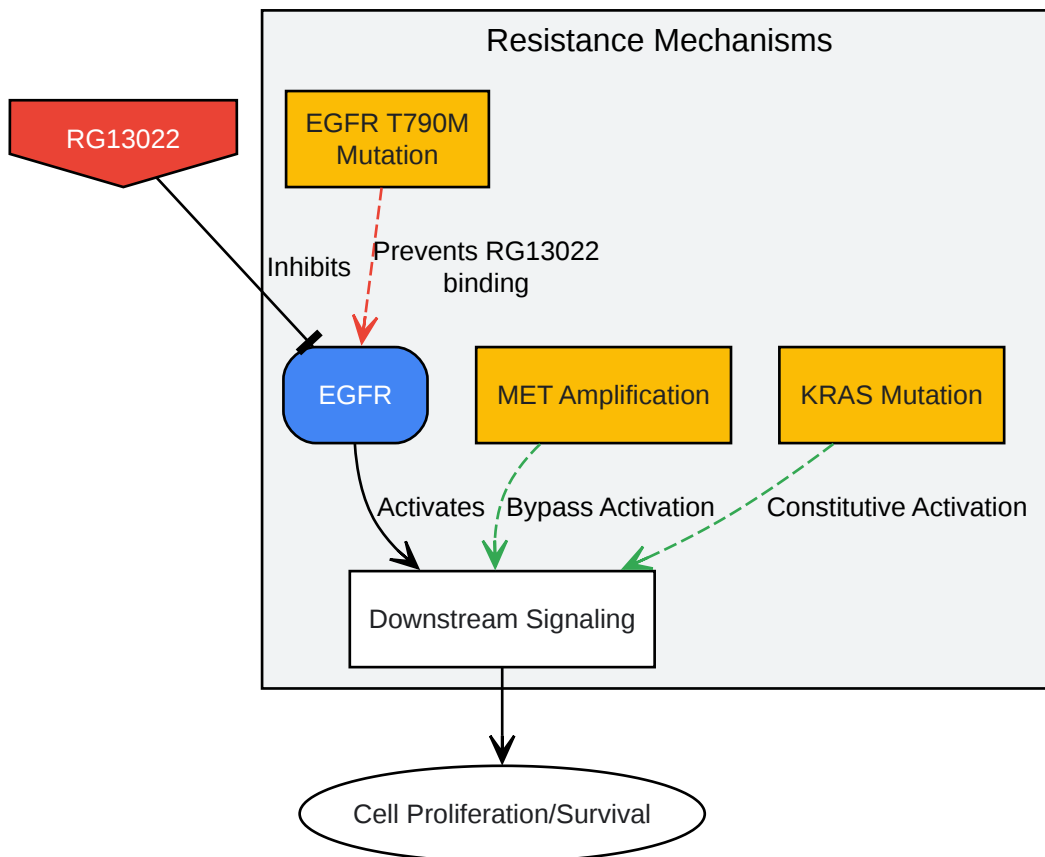 Resistance Mechanisms
RG13022
EGFR T790M
Mutation
Inhibits
Prevents RG13022
binding
EGFR
MET Amplification
KRAS Mutation
Activates
Bypass Activation
Constitutive Activation
Downstream Signaling
Cell Proliferation/Survival